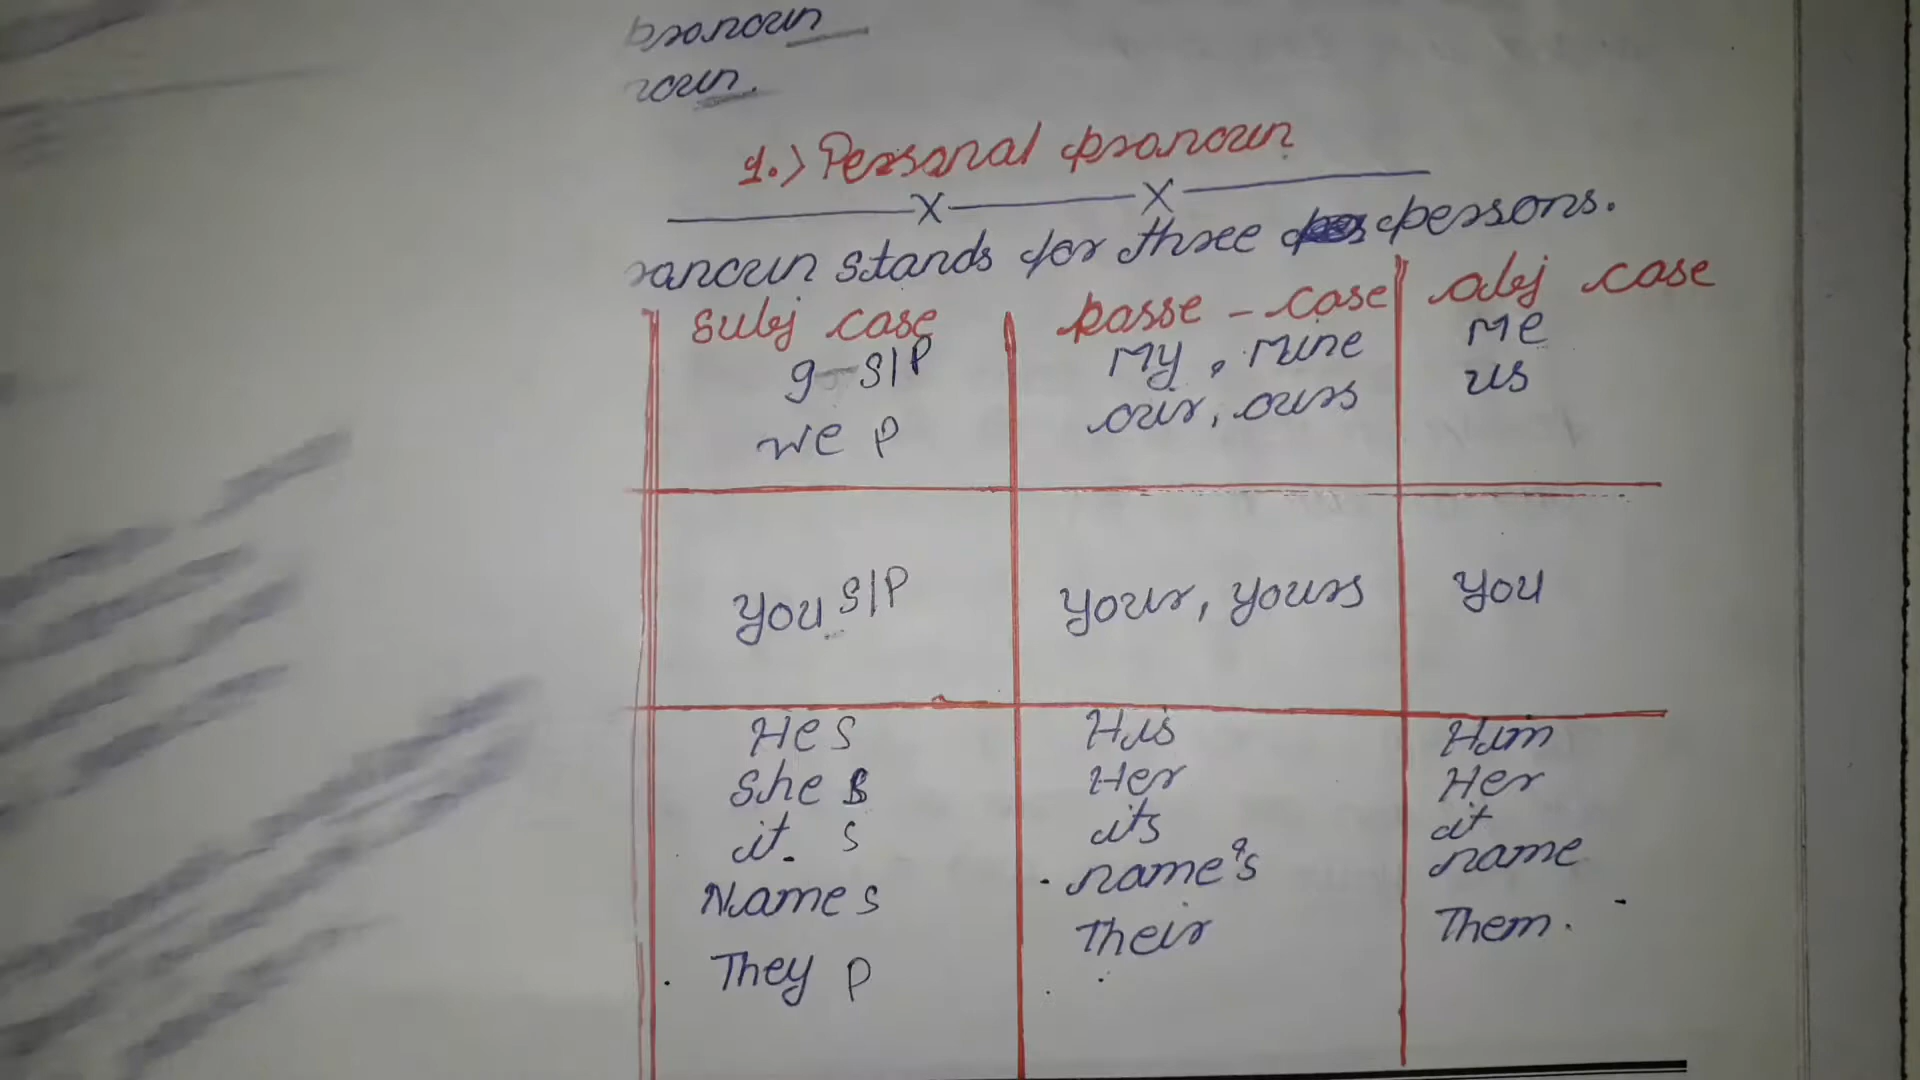 pronoun
noun.
1.) Personal pronoun
x x
ronoun stands for three persons.
Subj case passe - case obj case
I - S|P My, mine Me
We P our, ours us
You S|P Your, yours You
He S His Him
She S Her Her
it. S its it
Name S name's name
They P Their Them.